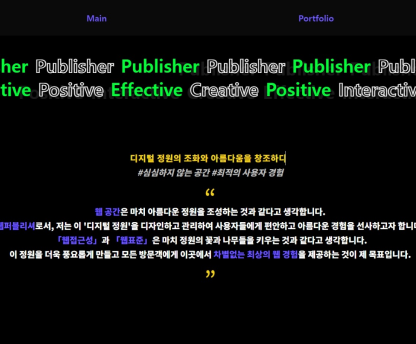 Main Portfolio
her Publisher Publisher Publisher Publisher Publ
tive Positive Effective Creative Positive Interactiv
디지털 정원의 조화와 아름다움을 창조하다
#심심하지 않는 공간 #최적의 사용자 경험
“
웹 공간은 마치 아름다운 정원을 조성하는 것과 같다고 생각합니다.
웹퍼블리셔로서, 저는 이 '디지털 정원'을 디자인하고 관리하여 사용자들에게 편안하고 아름다운 경험을 선사하고자 합니
「웹접근성」과 「웹표준」은 마치 정원의 꽃과 나무들을 키우는 것과 같다고 생각합니다.
이 정원을 더욱 풍요롭게 만들고 모든 방문객에게 이곳에서 차별없는 최상의 웹 경험을 제공하는 것이 제 목표입니다.
”